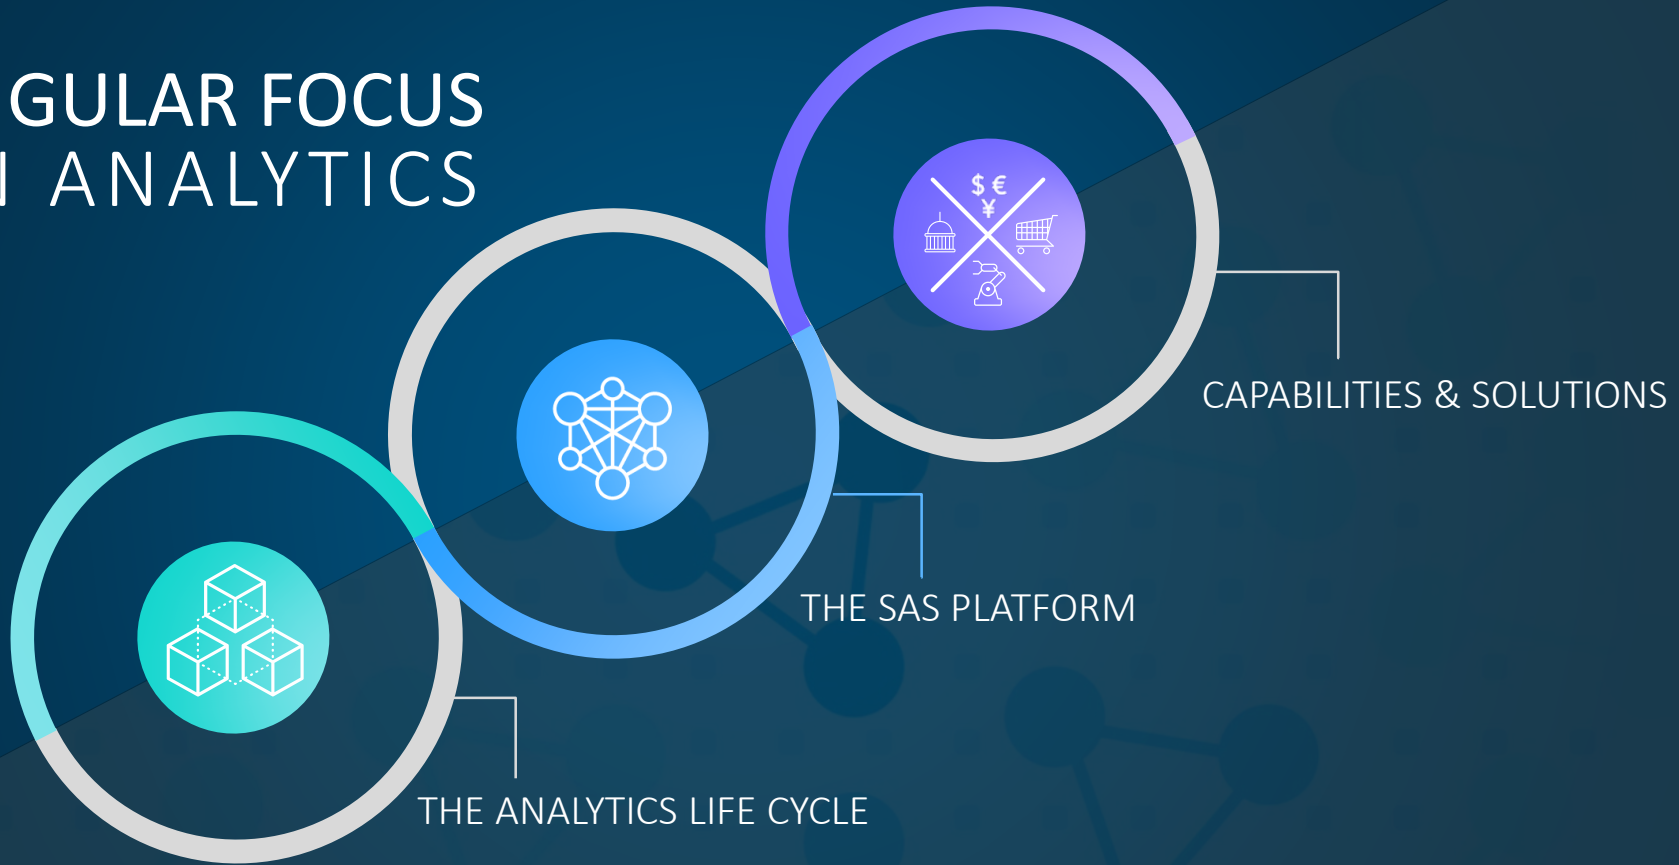 GULAR FOCUS
ANALYTICS
$ €
¥
CAPABILITIES & SOLUTIONS
THE SAS PLATFORM
THE ANALYTICS LIFE CYCLE